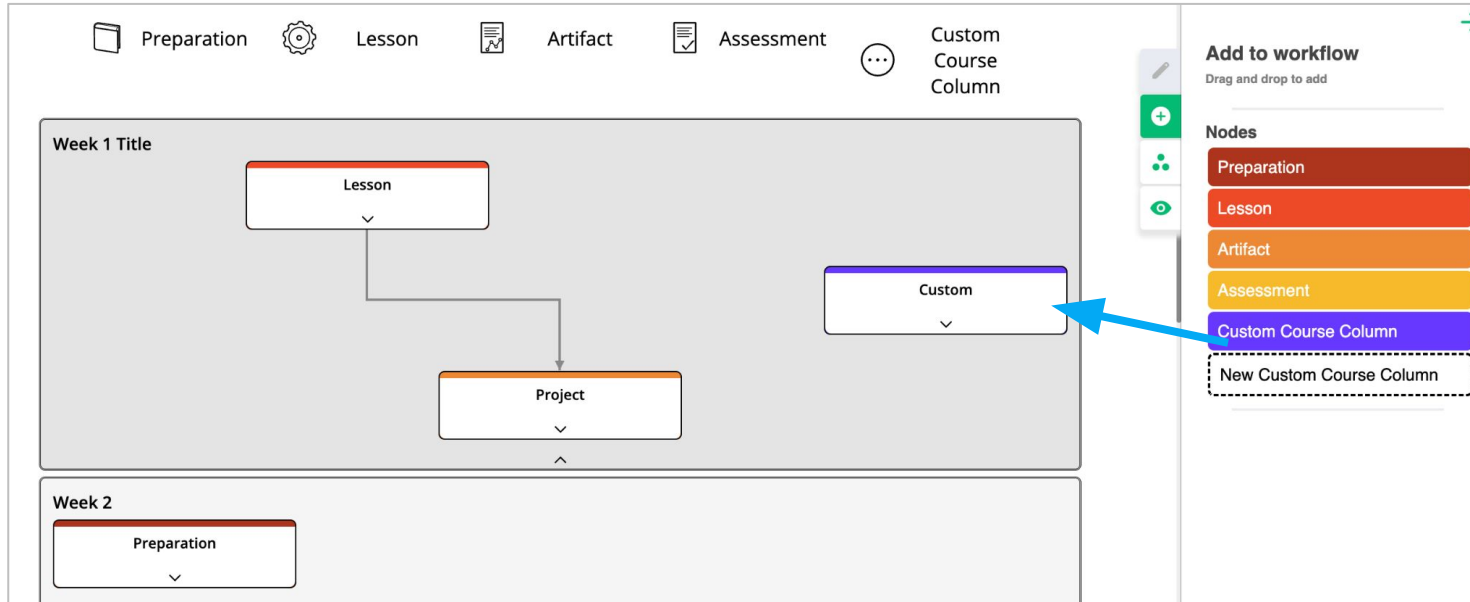 Preparation
Lesson
Artifact
Assessment
Custom
Course
Column
Week 1 Title
Lesson
Custom
Project
Week 2
Preparation
Add to workflow
Drag and drop to add
Nodes
Preparation
Lesson
Artifact
Assessment
Custom Course Column
New Custom Course Column